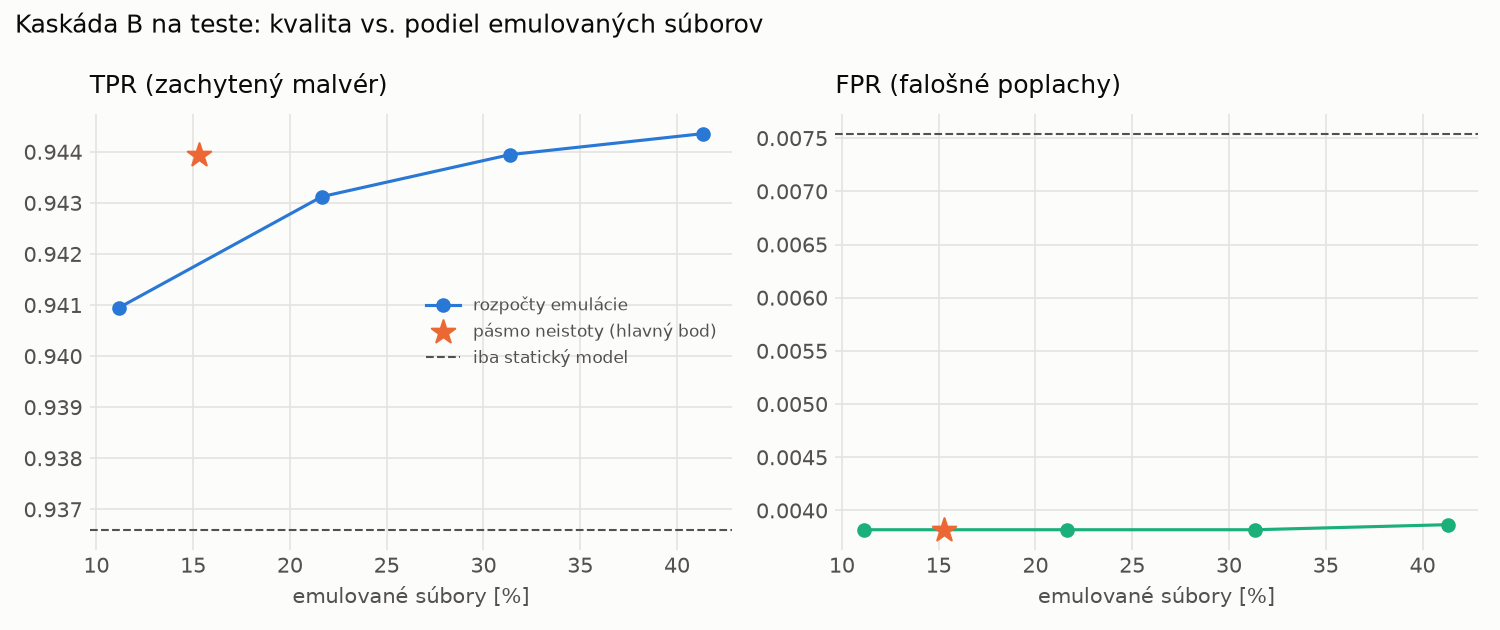 Kaskáda B na teste: kvalita vs. podiel emulovaných súborov
TPR (zachytený malvér)
0.944
0.943
0.942
0.941
0.940
0.939
0.938
0.937
rozpočty emulácie
pásmo neistoty (hlavný bod)
iba statický model
10 15 20 25 30 35 40
emulované súbory [%]
FPR (falošné poplachy)
0.0075
0.0070
0.0065
0.0060
0.0055
0.0050
0.0045
0.0040
10 15 20 25 30 35 40
emulované súbory [%]